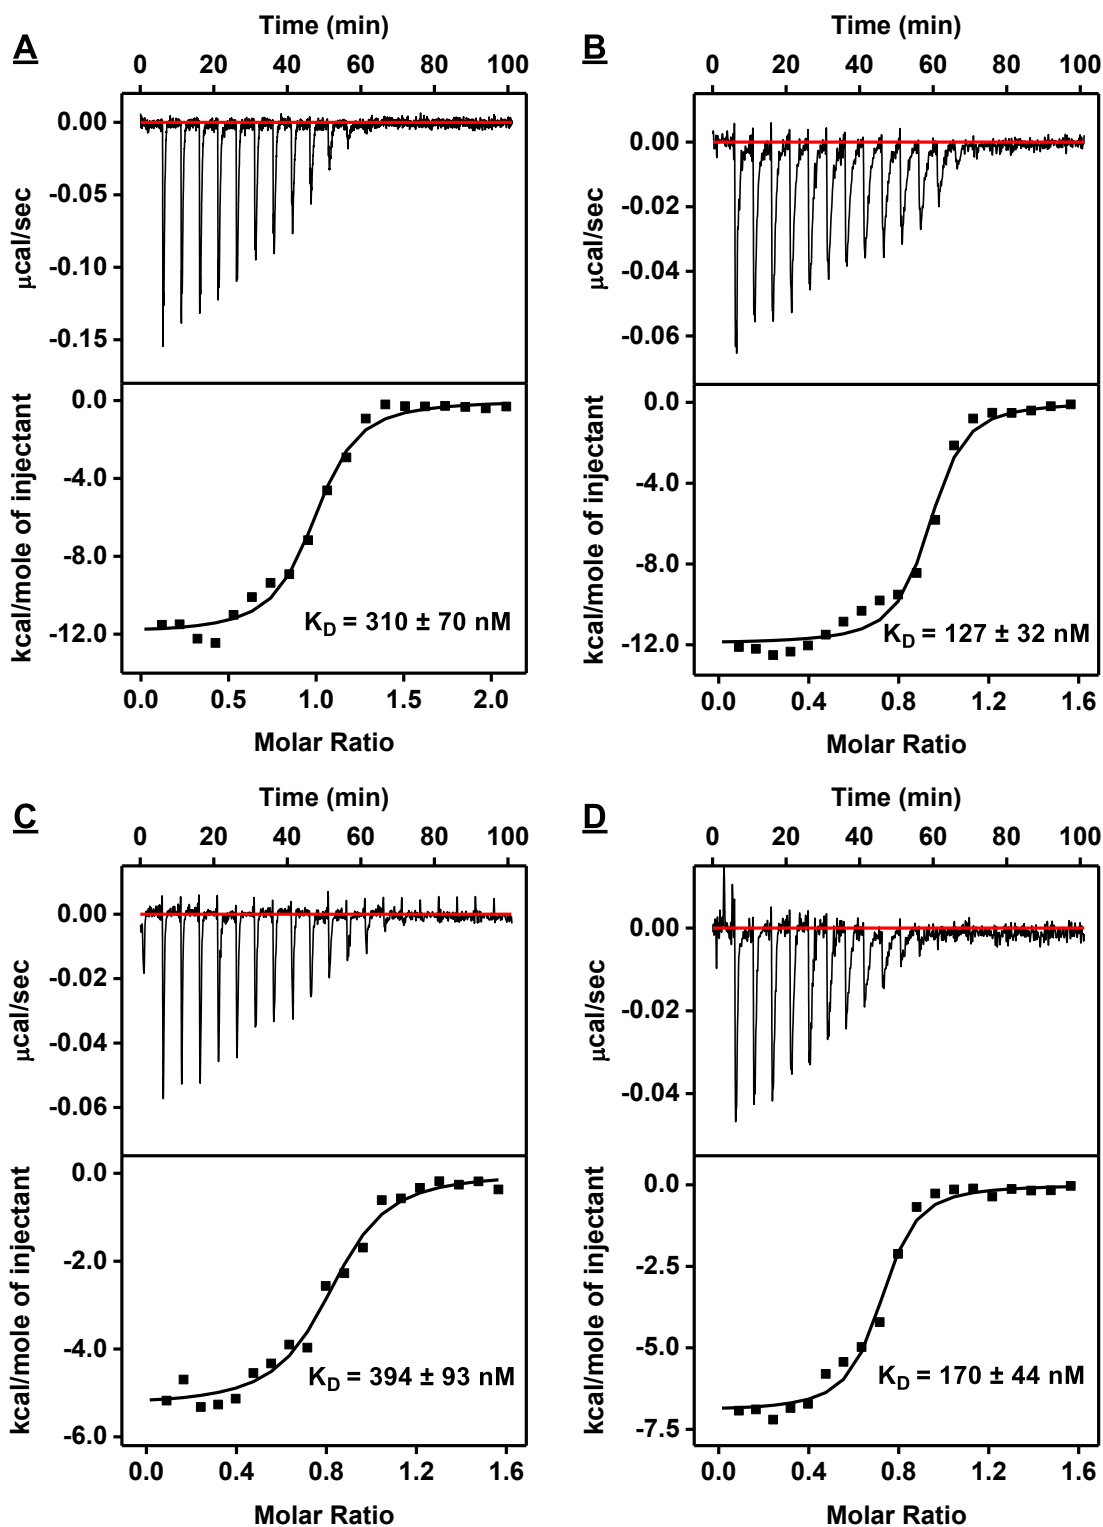 A
Time (min)
0 20 40 60 80 100
0.00
-0.05
-0.10
-0.15
µcal/sec
0.0
-4.0
-8.0
-12.0
kcal/mole of injectant
KD = 310 ± 70 nM
0.0 0.5 1.0 1.5 2.0
Molar Ratio
B
Time (min)
0 20 40 60 80 100
0.00
-0.02
-0.04
-0.06
µcal/sec
0.0
-4.0
-8.0
-12.0
kcal/mole of injectant
KD = 127 ± 32 nM
0.0 0.4 0.8 1.2 1.6
Molar Ratio
C
Time (min)
0 20 40 60 80 100
0.00
-0.02
-0.04
-0.06
µcal/sec
0.0
-2.0
-4.0
-6.0
kcal/mole of injectant
KD = 394 ± 93 nM
0.0 0.4 0.8 1.2 1.6
Molar Ratio
D
Time (min)
0 20 40 60 80 100
0.00
-0.02
-0.04
µcal/sec
0.0
-2.5
-5.0
-7.5
kcal/mole of injectant
KD = 170 ± 44 nM
0.0 0.4 0.8 1.2 1.6
Molar Ratio